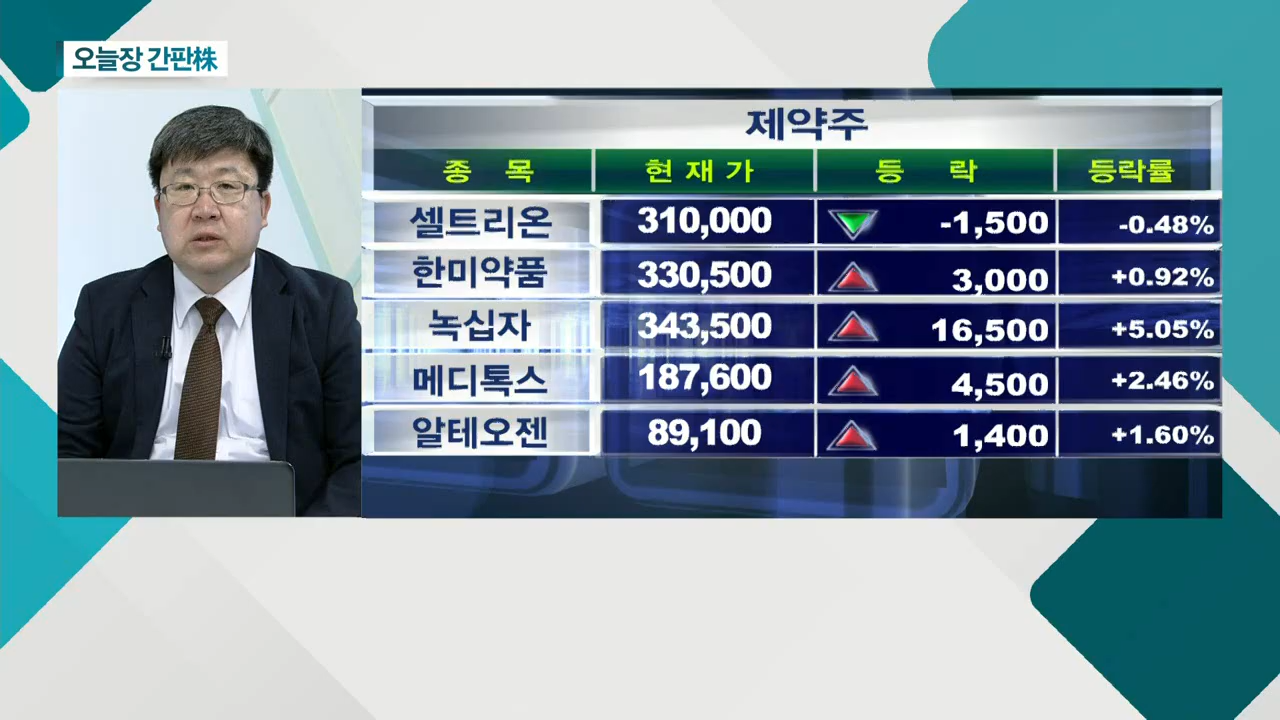 오늘장 간판株
제약주
종 목 현 재 가 등 락 등락률
셀트리온 310,000 -1,500 -0.48%
한미약품 330,500 3,000 +0.92%
녹십자 343,500 16,500 +5.05%
메디톡스 187,600 4,500 +2.46%
알테오젠 89,100 1,400 +1.60%